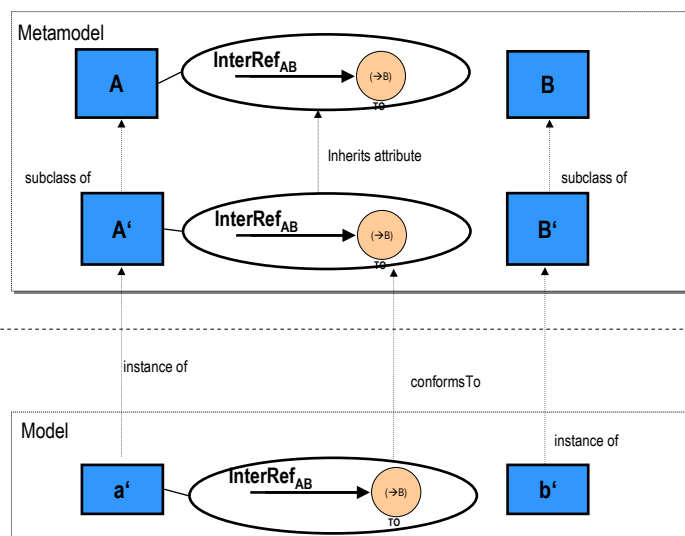 Metamodel
A
InterRefAB
(→B)
TO
B
subclass of
Inherits attribute
subclass of
A‘
InterRefAB
(→B)
TO
B‘
instance of
conformsTo
Model
instance of
a‘
InterRefAB
(→B)
TO
b‘